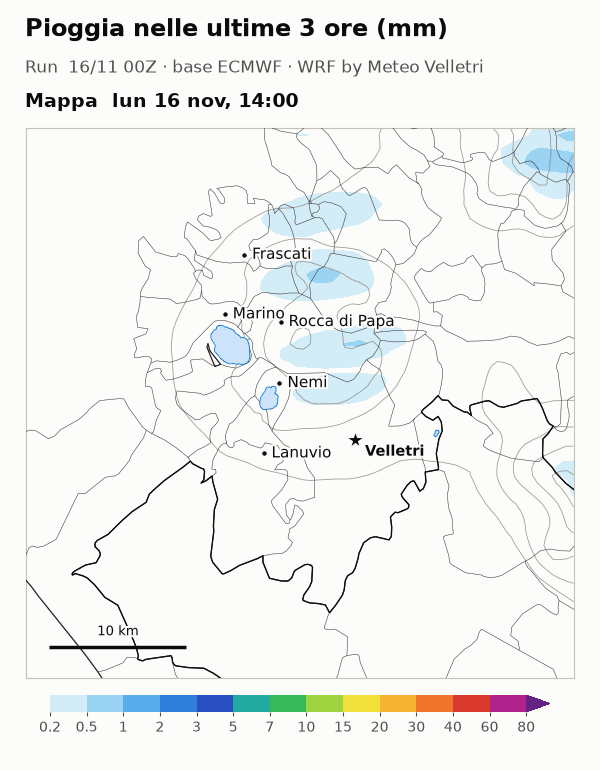 Pioggia nelle ultime 3 ore (mm)
Run  16/11 00Z · base ECMWF · WRF by Meteo Velletri
Mappa  lun 16 nov, 14:00
Frascati
Marino
Rocca di Papa
Nemi
Velletri
Lanuvio
10 km
0.2 0.5 1 2 3 5 7 10 15 20 30 40 60 80